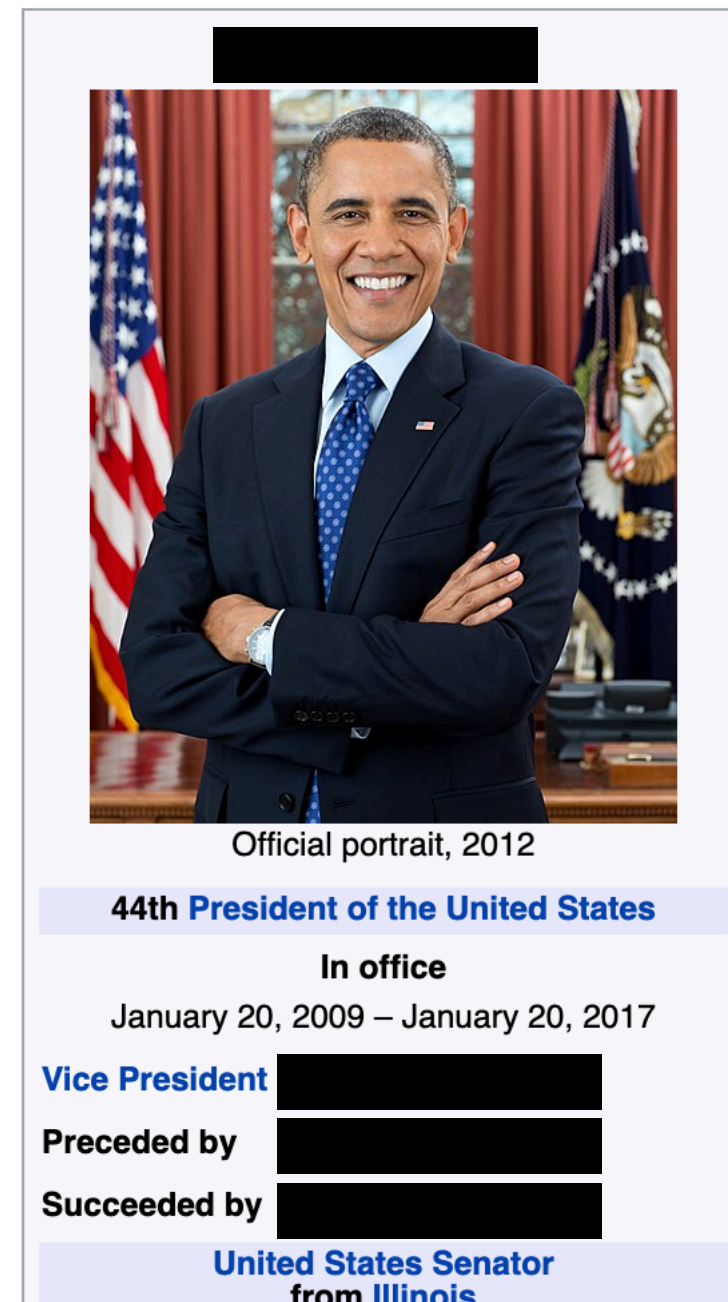 Official portrait, 2012
44th President of the United States
In office
January 20, 2009 – January 20, 2017
Vice President
Preceded by
Succeeded by
United States Senator
from Illinois